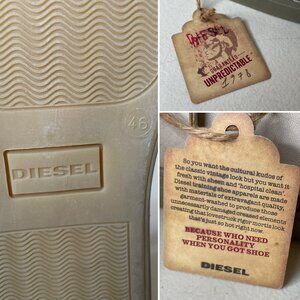 46
DIESEL
DIESEL
UNPREDICTABLE
1978
So you want the cultural kudos of
the classic vintage look but you want it
fresh with sheen and "hospital clean".
Diesel training shoe apparels are made
with materials of extravagant quality,
garment-washed to produce those
unnecessarily damaged creases elements
creating that lovestruck rigor mortis look
that's just so hot right now.
BECAUSE WHO NEED
PERSONALITY
WHEN YOU GOT SHOE
DIESEL